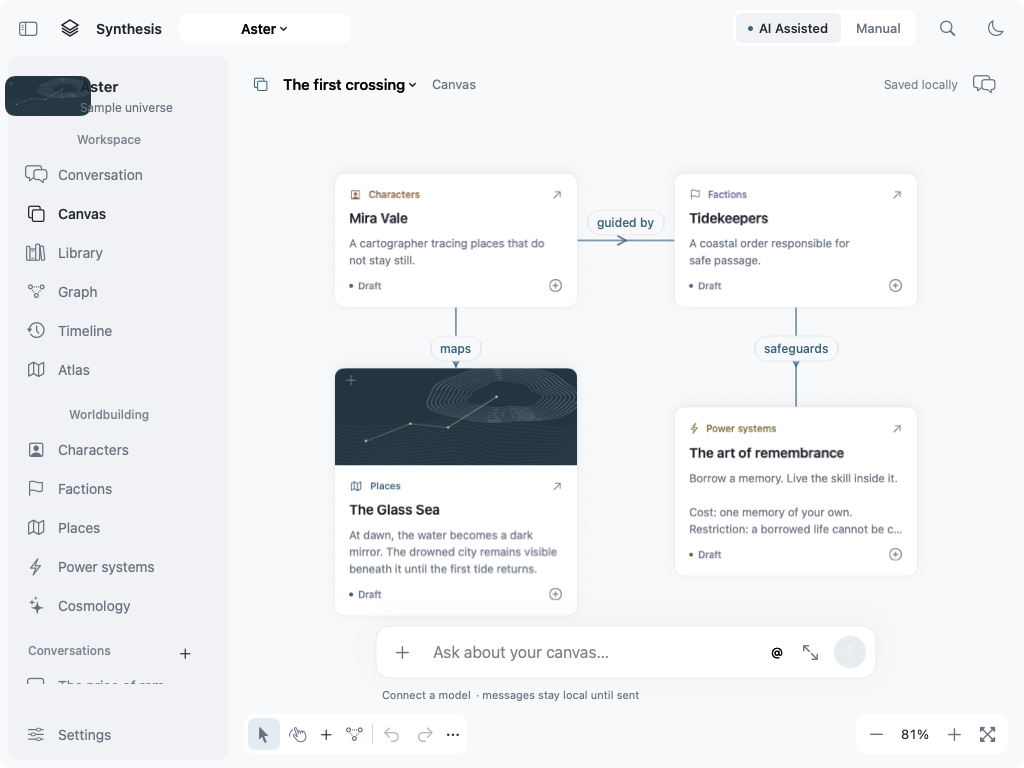 Synthesis
Aster
AI Assisted
Manual
Aster
Sample universe
Workspace
Conversation
Canvas
Library
Graph
Timeline
Atlas
Worldbuilding
Characters
Factions
Places
Power systems
Cosmology
Conversations
The price of rem
Settings
The first crossing
Canvas
Saved locally
Characters
Mira Vale
A cartographer tracing places that do
not stay still.
Draft
guided by
Factions
Tidekeepers
A coastal order responsible for
safe passage.
Draft
maps
safeguards
Places
The Glass Sea
At dawn, the water becomes a dark
mirror. The drowned city remains visible
beneath it until the first tide returns.
Draft
Power systems
The art of remembrance
Borrow a memory. Live the skill inside it.
Cost: one memory of your own.
Restriction: a borrowed life cannot be c...
Draft
Ask about your canvas...
@
Connect a model · messages stay local until sent
81%